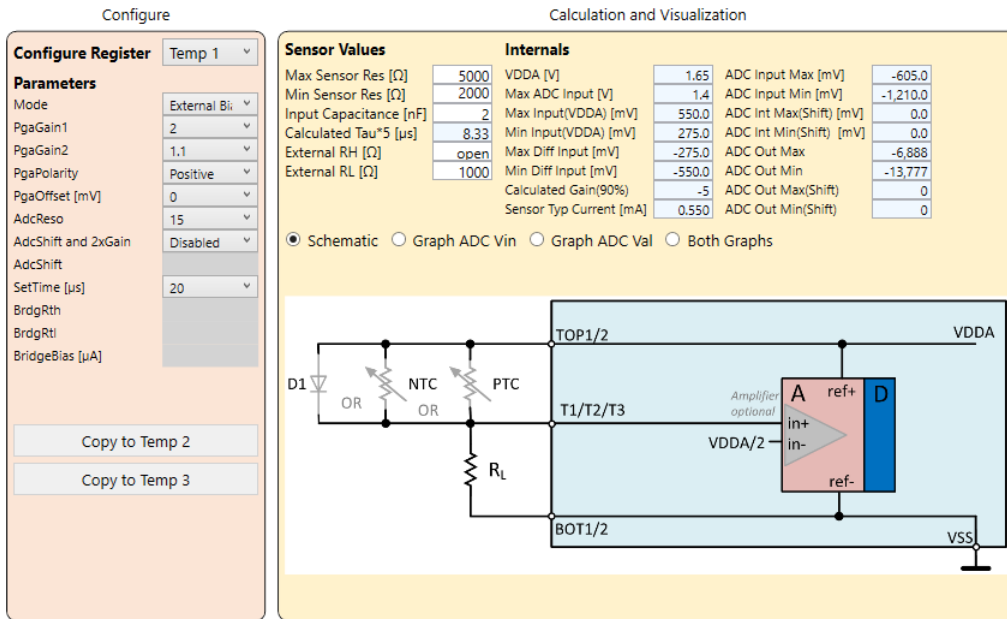 Configure
Calculation and Visualization
Configure Register Temp 1
Parameters
Mode External Bi
PgaGain1 2
PgaGain2 1.1
PgaPolarity Positive
PgaOffset [mV] 0
AdcReso 15
AdcShift and 2xGain Disabled
AdcShift
SetTime [µs] 20
BrdgRth
BrdgRtl
BridgeBias [µA]
Copy to Temp 2
Copy to Temp 3
Sensor Values
Max Sensor Res [Ω] 5000
Min Sensor Res [Ω] 2000
Input Capacitance [nF] 2
Calculated Tau*5 [µs] 8.33
External RH [Ω] open
External RL [Ω] 1000
Internals
VDDA [V] 1.65
Max ADC Input [V] 1.4
Max Input(VDDA) [mV] 550.0
Min Input(VDDA) [mV] 275.0
Max Diff Input [mV] -275.0
Min Diff Input [mV] -550.0
Calculated Gain(90%) -5
Sensor Typ Current [mA] 0.550
ADC Input Max [mV] -605.0
ADC Input Min [mV] -1,210.0
ADC Int Max(Shift) [mV] 0.0
ADC Int Min(Shift) [mV] 0.0
ADC Out Max -6,888
ADC Out Min -13,777
ADC Out Max(Shift) 0
ADC Out Min(Shift) 0
Schematic Graph ADC Vin Graph ADC Val Both Graphs
TOP1/2
VDDA
D1
OR
NTC
OR
PTC
T1/T2/T3
Amplifier
optional
A
D
ref+
in+
VDDA/2
in-
ref-
RL
BOT1/2
VSS